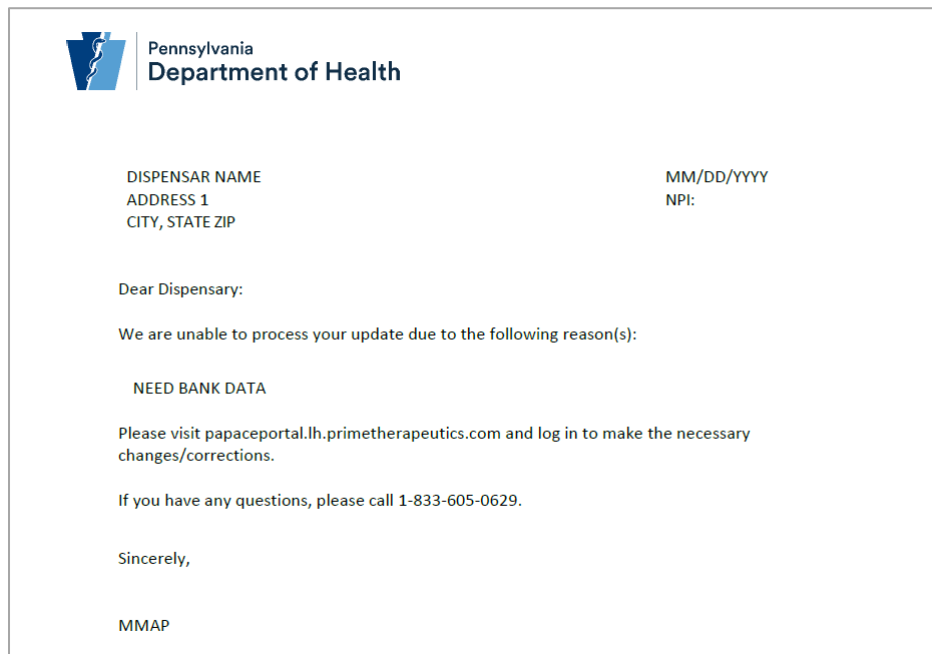 Pennsylvania
Department of Health
DISPENSAR NAME
MM/DD/YYYY
ADDRESS 1
NPI:
CITY, STATE ZIP
Dear Dispensary:
We are unable to process your update due to the following reason(s):
NEED BANK DATA
Please visit papaceportal.lh.primetherapeutics.com and log in to make the necessary
changes/corrections.
If you have any questions, please call 1-833-605-0629.
Sincerely,
MMAP